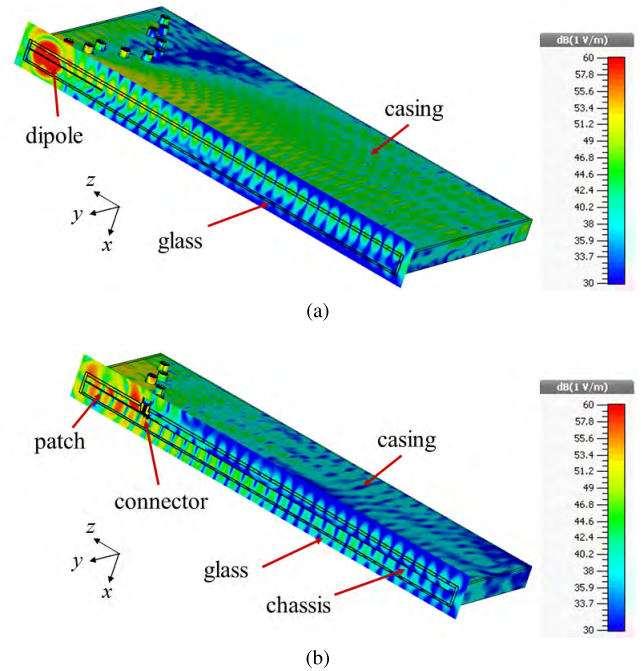 dB(1 V/m)
60
57.8
55.6
53.4
51.2
49
46.8
44.6
42.4
40.2
38
35.9
33.7
30
casing
dipole
z
y
x
glass
(a)
dB(1 V/m)
60
57.8
55.6
53.4
51.2
49
46.8
44.6
42.4
40.2
38
35.9
33.7
30
patch
casing
connector
z
y
x
glass
chassis
(b)